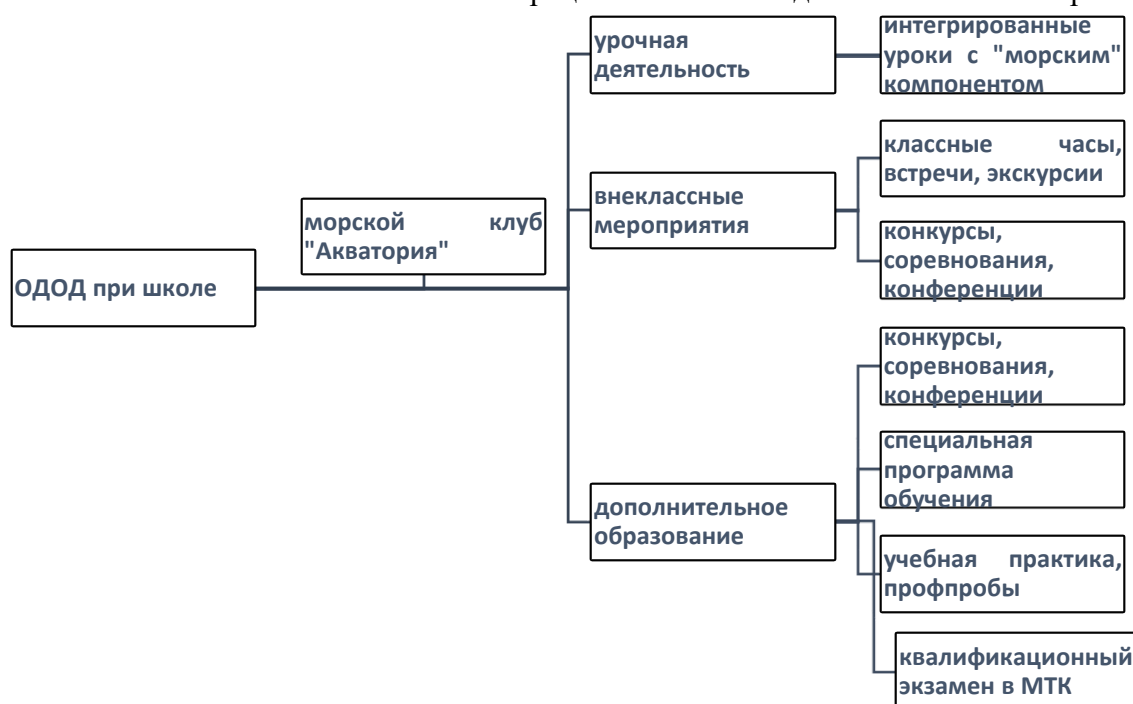 урочная
деятельность
интегрированные
уроки с "морским"
компонентом
классные часы,
встречи, экскурсии
внеклассные
мероприятия
морской клуб
"Акватория"
конкурсы,
соревнования,
конференции
ОДОД при школе
конкурсы,
соревнования,
конференции
специальная
программа
обучения
дополнительное
образование
учебная практика,
профпробы
квалификационный
экзамен в МТК